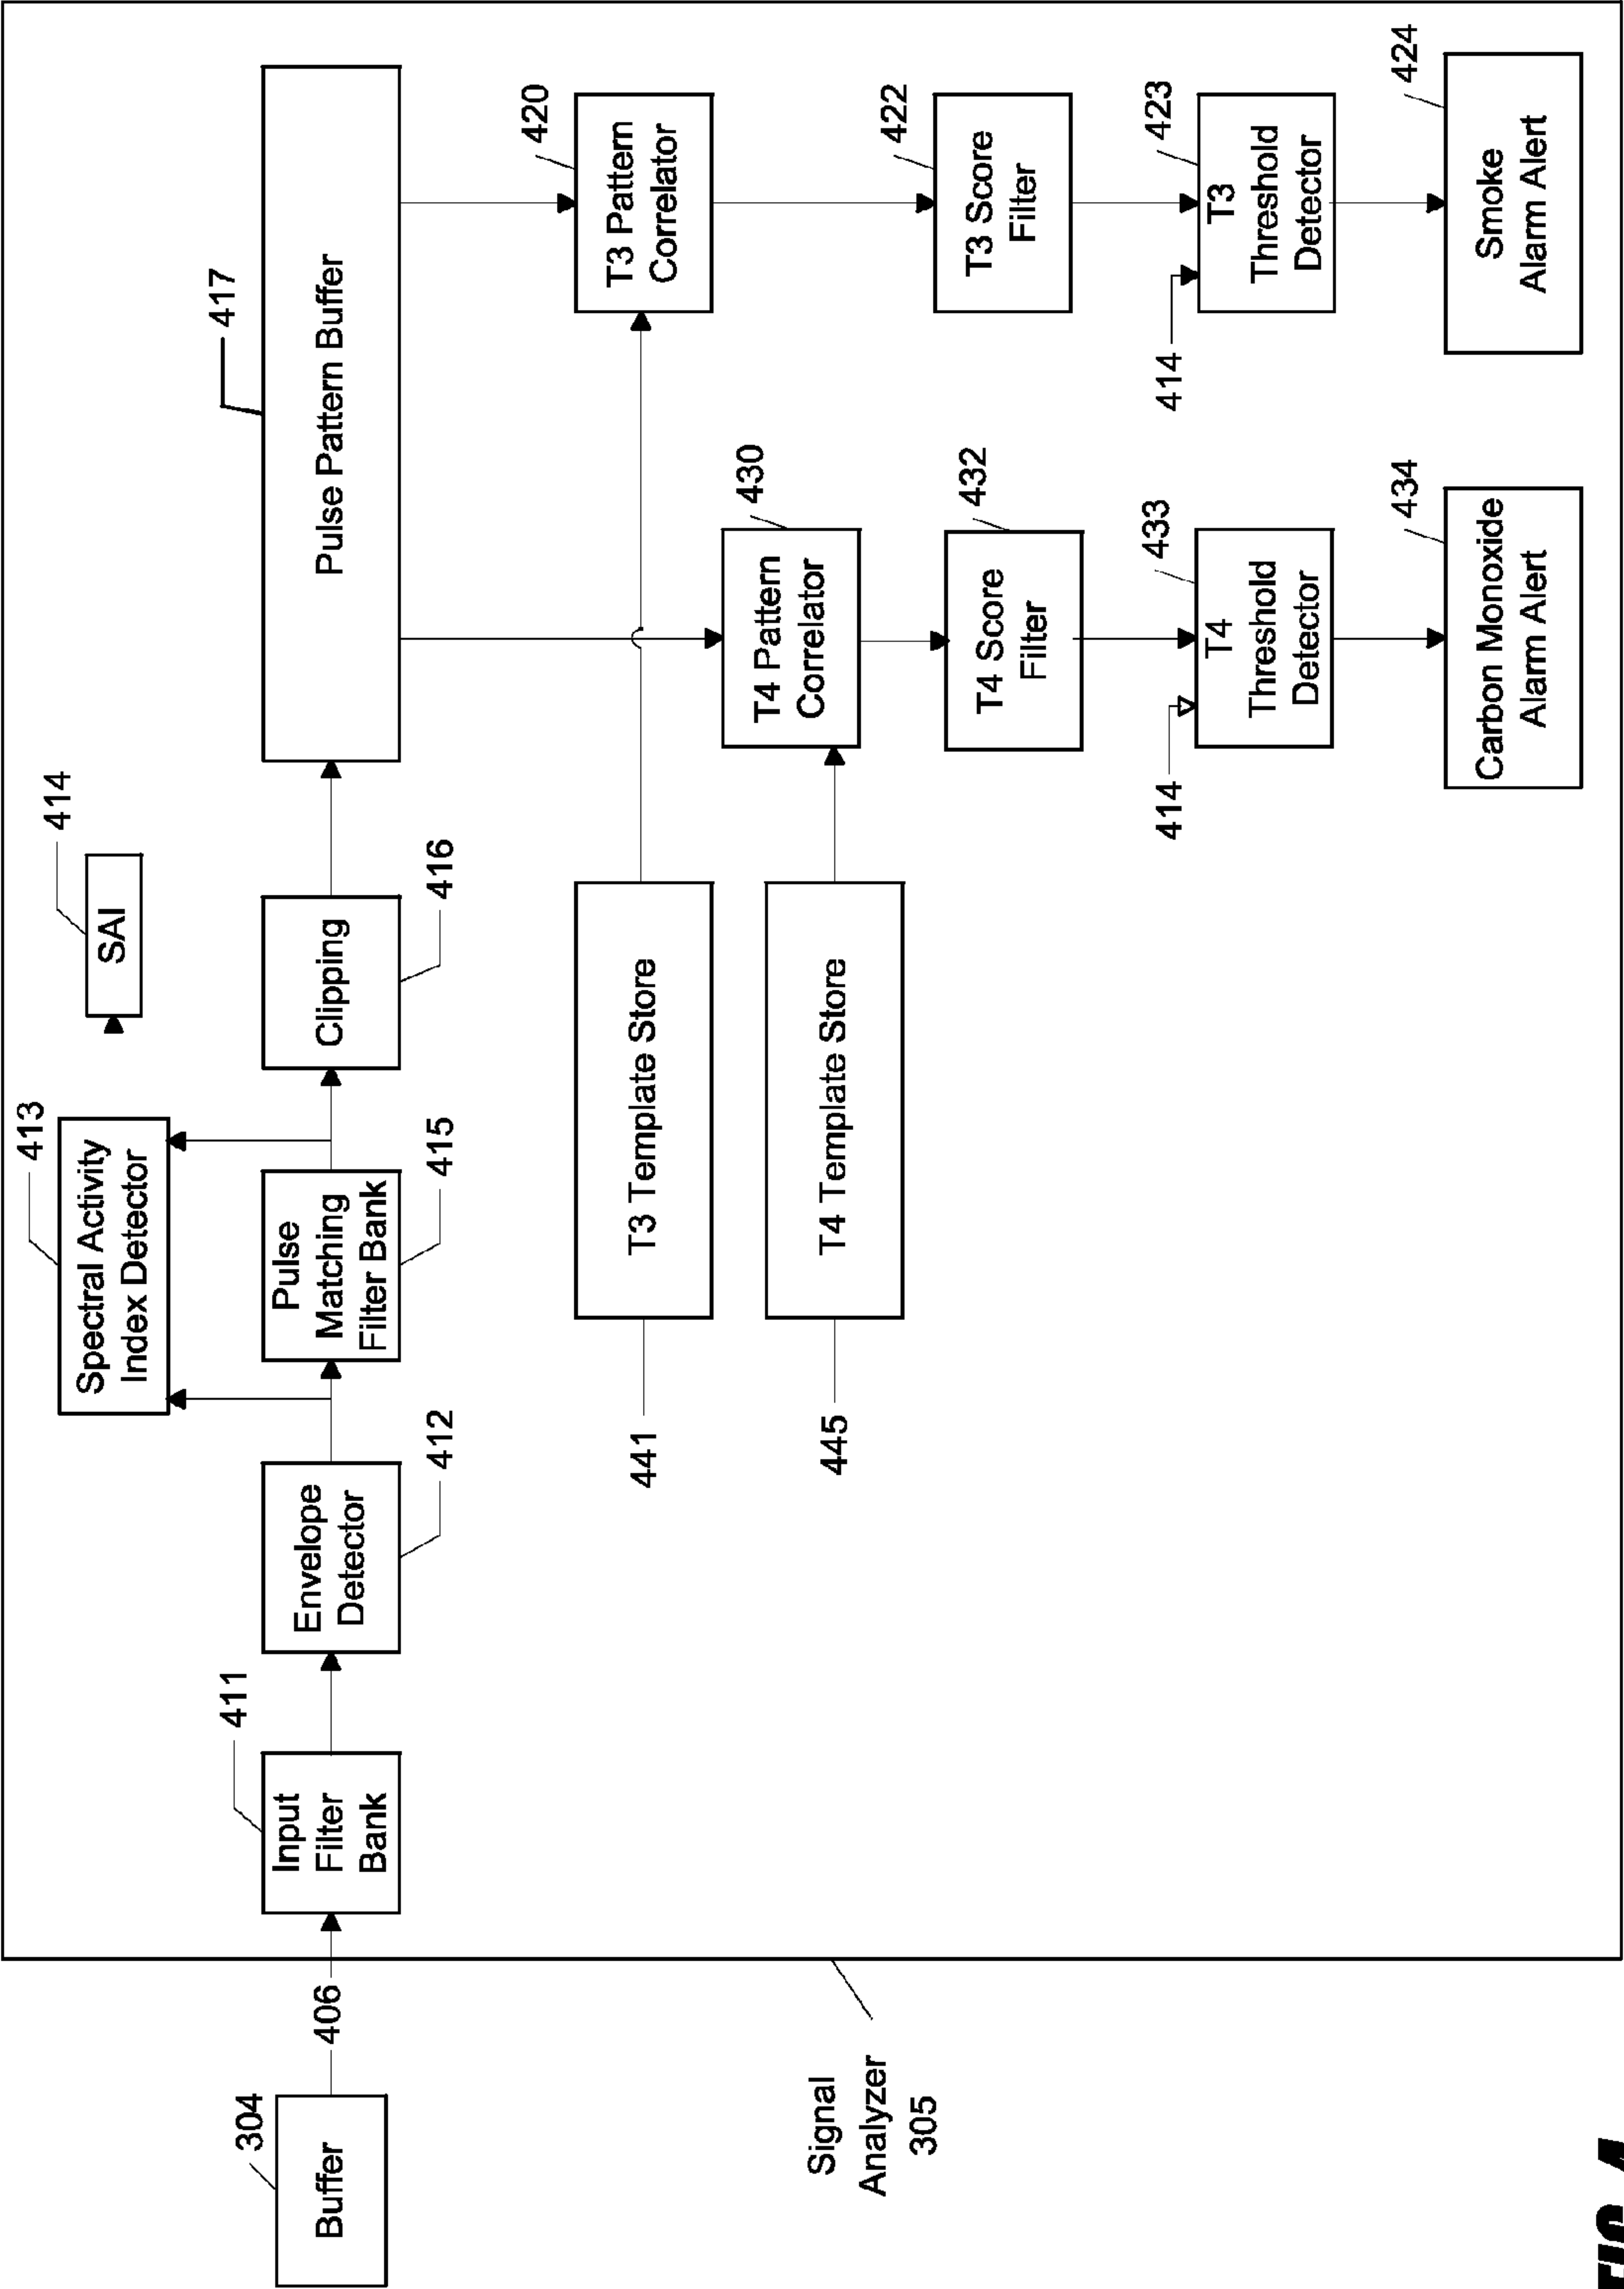 304
Buffer
406
411
Input
Filter
Bank
Envelope
Detector
412
413
Spectral Activity
Index Detector
Pulse
Matching
Filter Bank
415
414
SAI
Clipping
416
417
Pulse Pattern Buffer
441
T3 Template Store
445
T4 Template Store
420
T3 Pattern
Correlator
430
T4 Pattern
Correlator
422
T3 Score
Filter
432
T4 Score
Filter
414
423
T3
Threshold
Detector
414
433
T4
Threshold
Detector
424
Smoke
Alarm Alert
434
Carbon Monoxide
Alarm Alert
Signal
Analyzer
305